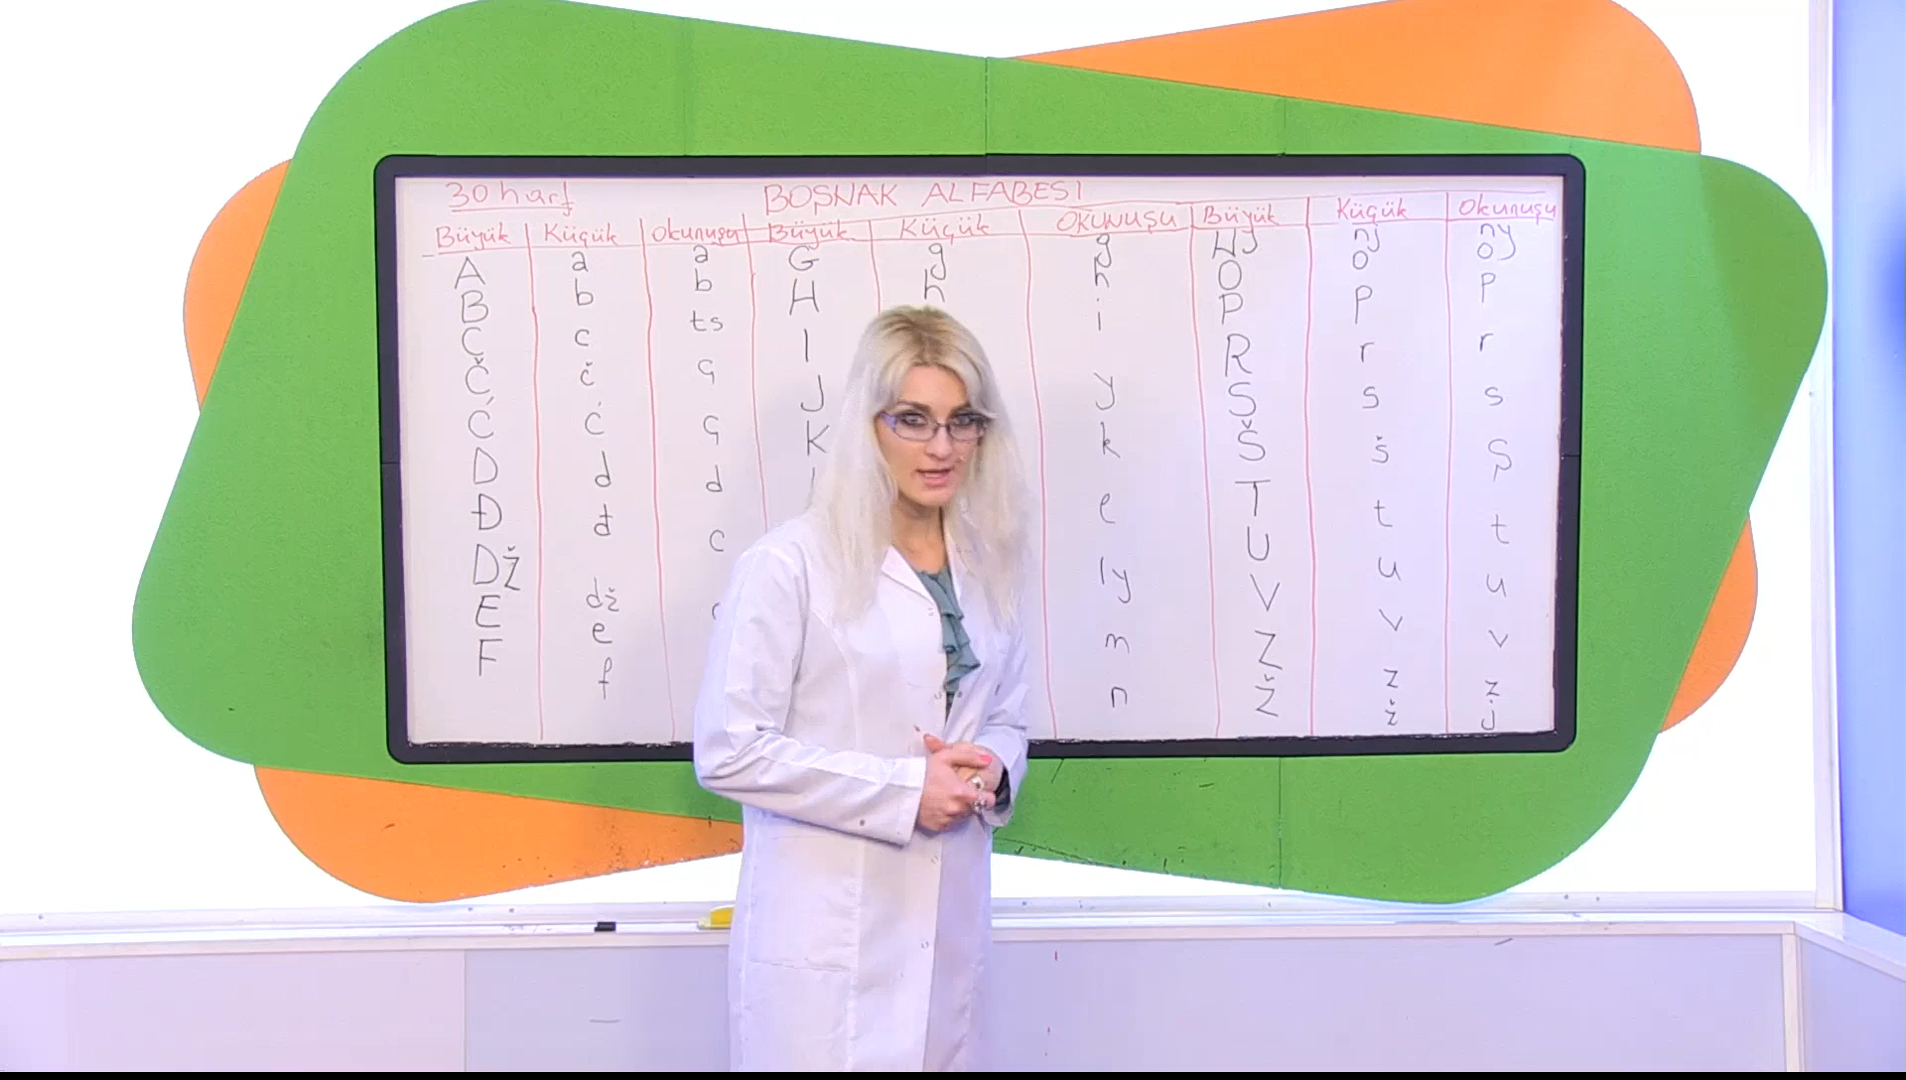 30 harf BOŞNAK ALFABESİ
Büyük Küçük Okunuşu Büyük Küçük OKUNUŞU Büyük Küçük Okunuşu
A a a G g g Nj nj ny
B b b H h h O o o
C c ts I i P p p
Č č ç J y R r r
Ć ć ç K k S s s
D d d l Š š ş
Đ đ c ly T t t
DŽ dž m U u u
E e n V v v
F f Z z z
Ž ž j